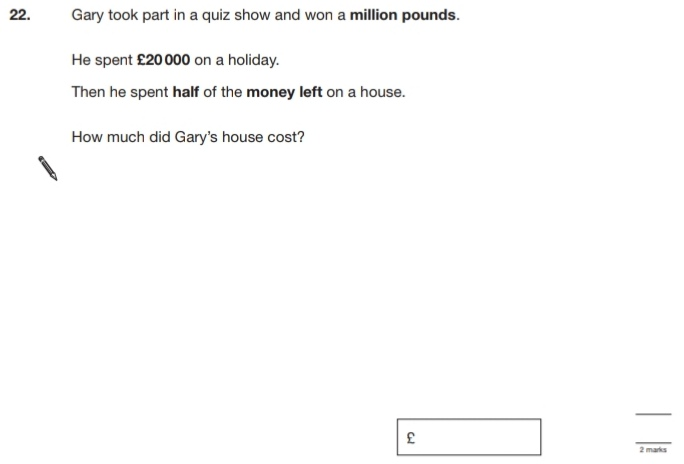 22. Gary took part in a quiz show and won a million pounds.
He spent £20 000 on a holiday.
Then he spent half of the money left on a house.
How much did Gary's house cost?
£
2 marks